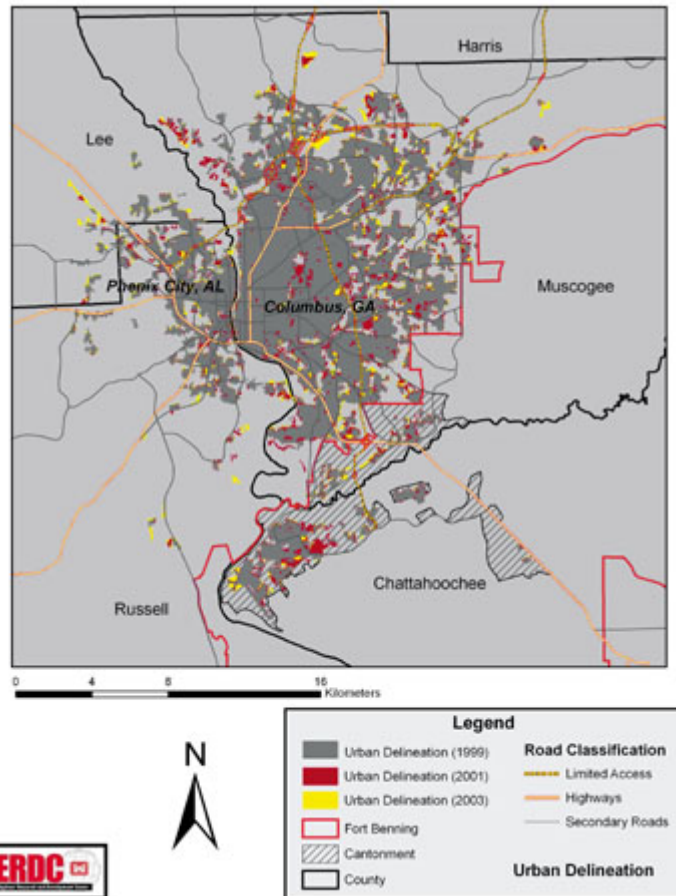 Harris
Lee
Phenix City, AL
Columbus, GA
Muscogee
Chattahoochee
Russell
0 4 8 16
Kilometers
N
Legend
Urban Delineation (1999)
Urban Delineation (2001)
Urban Delineation (2003)
Fort Benning
Cantonment
County
Road Classification
Limited Access
Highways
Secondary Roads
Urban Delineation
ERDC